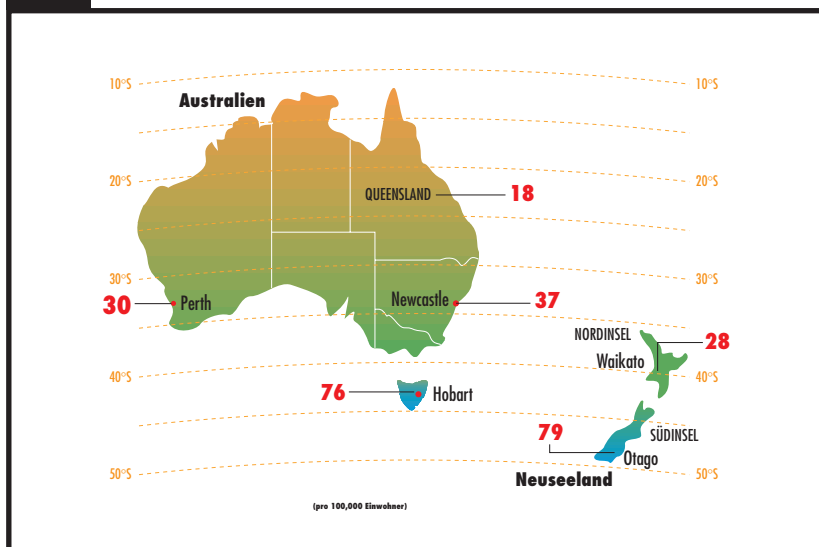 10°S
10°S
Australien
20°S
QUEENSLAND
18
20°S
30°S
30°S
30
Perth
Newcastle
37
NORDINSEL
28
Waikato
40°S
40°S
76
Hobart
79
SÜDINSEL
Otago
50°S
50°S
Neuseeland
(pro 100,000 Einwohner)